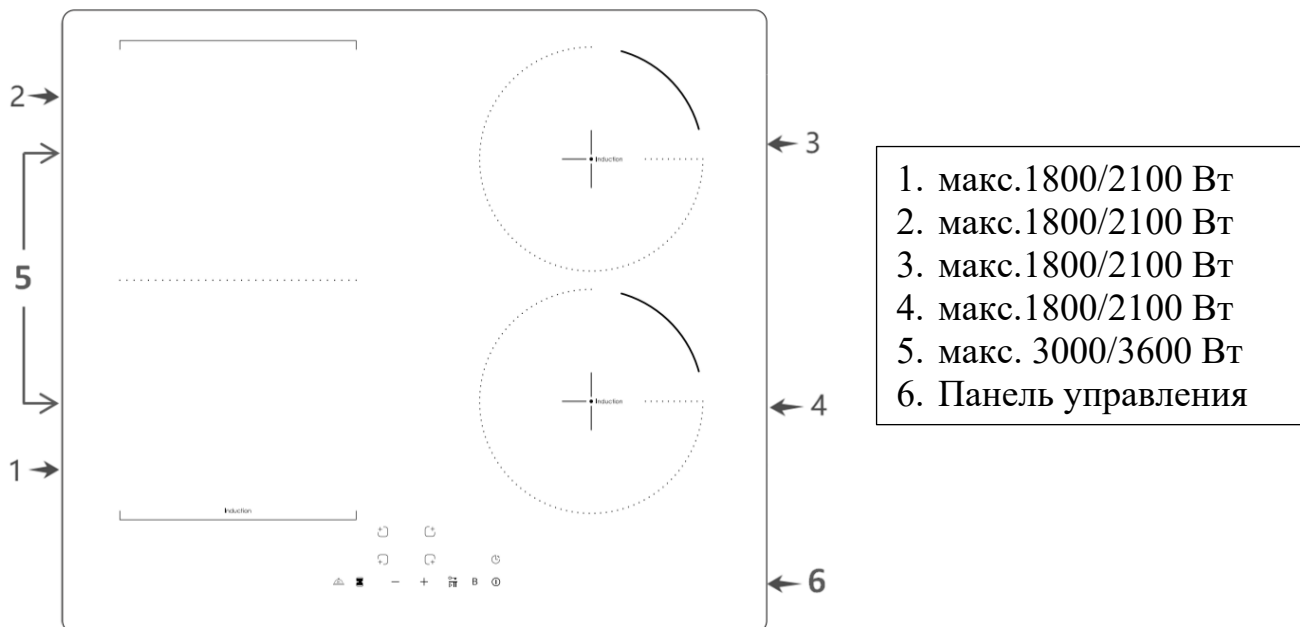 2
3
Induction
5
Induction
4
1
Induction
B
6
1. макс.1800/2100 Вт
2. макс.1800/2100 Вт
3. макс.1800/2100 Вт
4. макс.1800/2100 Вт
5. макс. 3000/3600 Вт
6. Панель управления